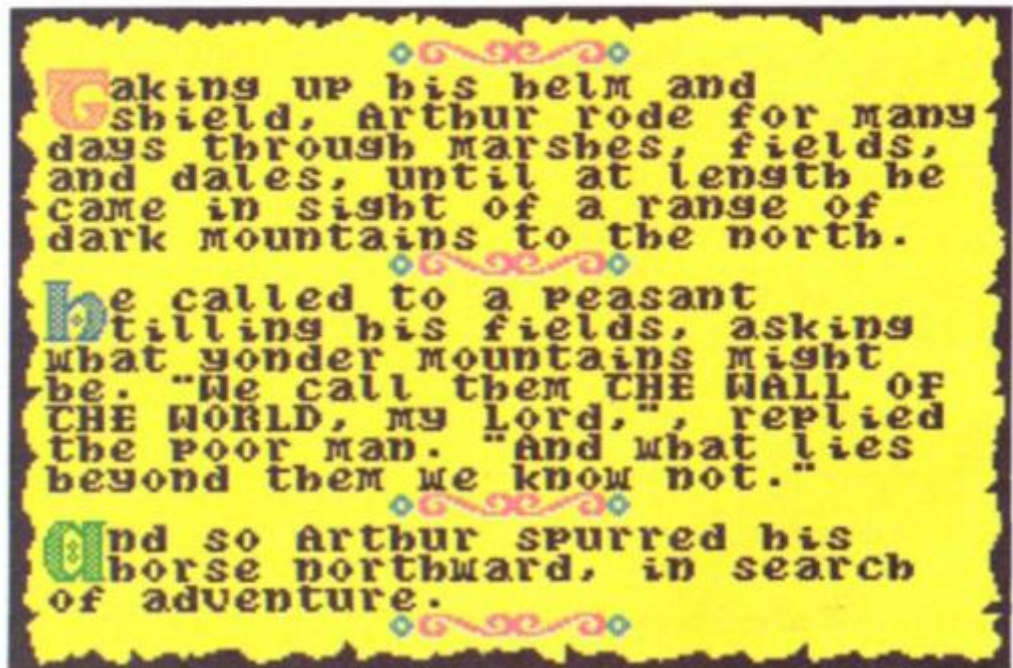 Taking up his helm and
shield, Arthur rode for many
days through marshes, fields,
and dales, until at length he
came in sight of a range of
dark mountains to the north.
he called to a peasant
tilling his fields, asking
what yonder mountains might
be. "We call them THE WALL OF
THE WORLD, my Lord,", replied
the poor man. "And what lies
beyond them we know not."
And so Arthur spurred his
horse northward, in search
of adventure.